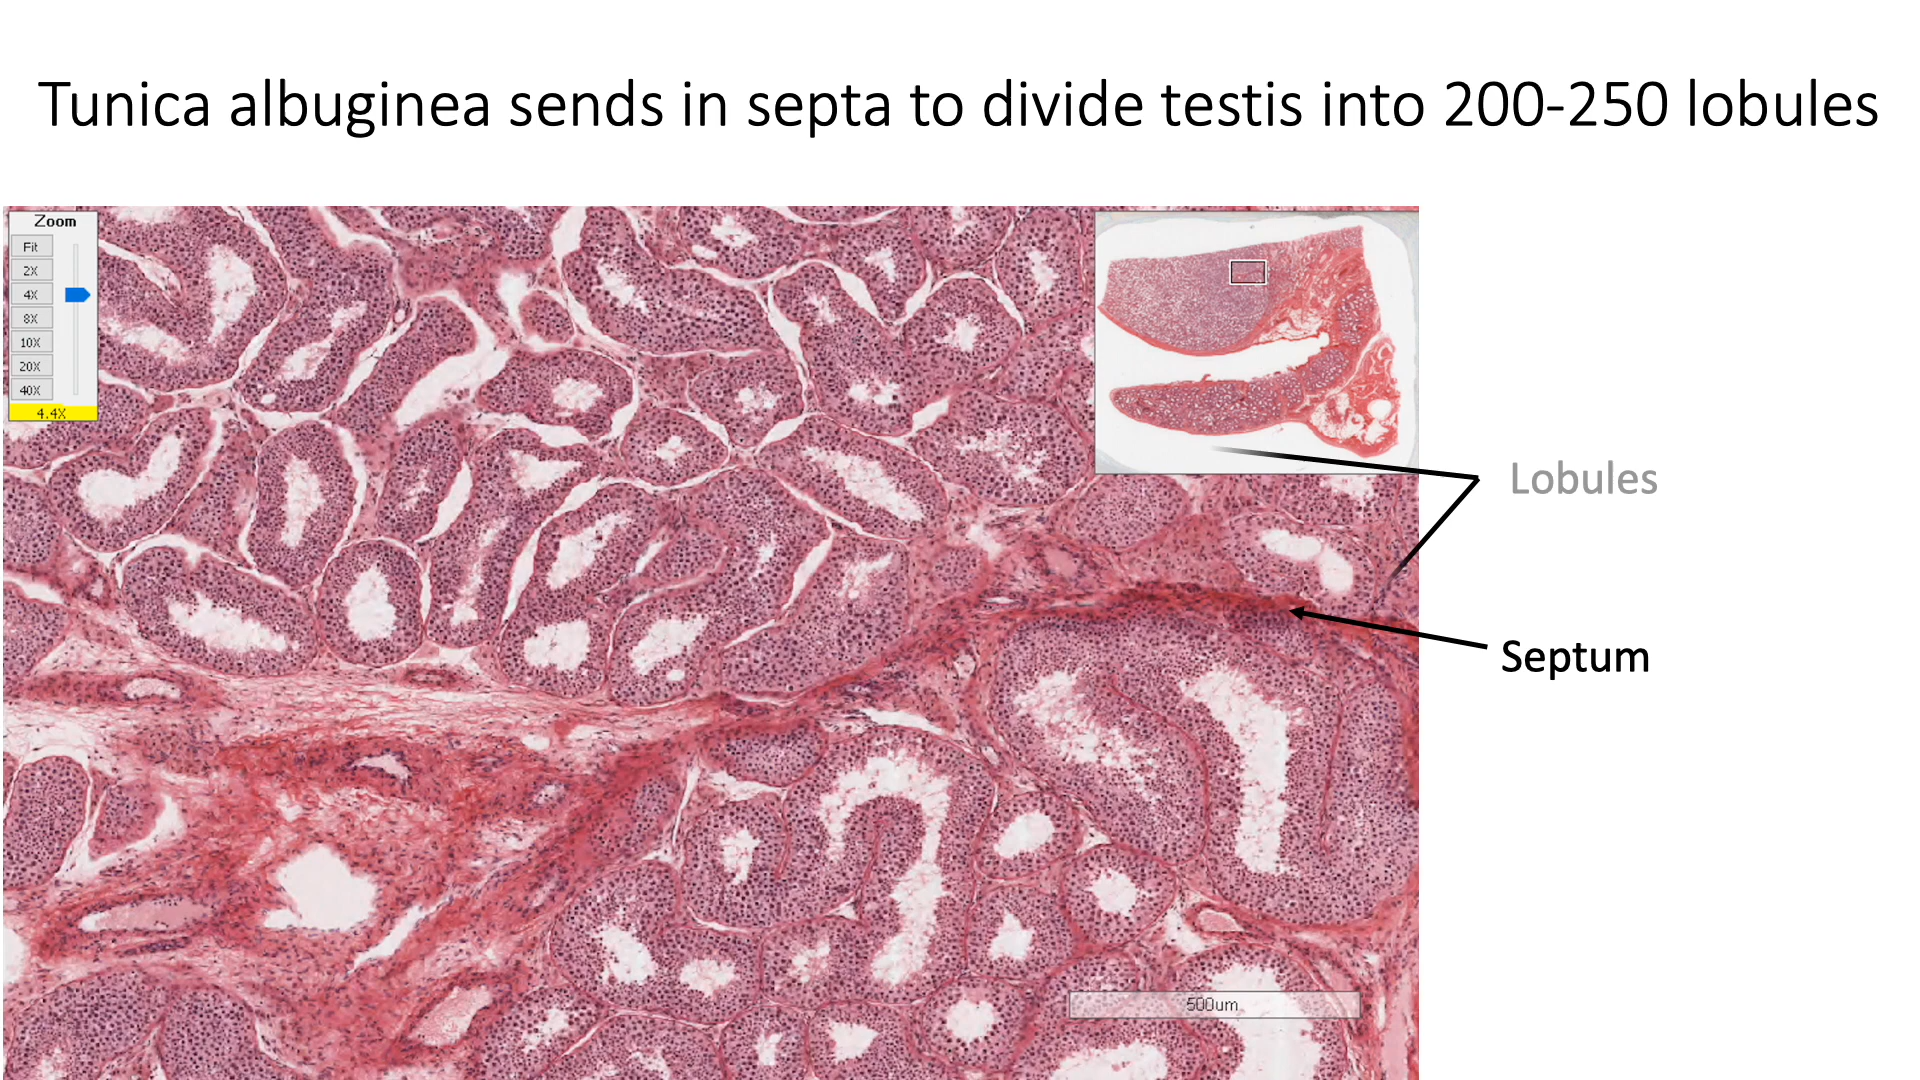 Tunica albuginea sends in septa to divide testis into 200-250 lobules
Zoom
Fit
2X
4X
8X
10X
20X
40X
4.4X
Lobules
Septum
500um